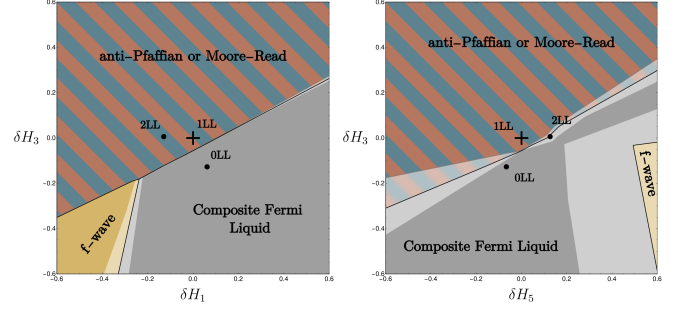 0.6
0.4
0.2
0.0
−0.2
−0.4
−0.6
−0.6 −0.4 −0.2 0.0 0.2 0.4 0.6
δH3
δH1
anti−Pfaffian or Moore−Read
2LL
1LL
0LL
Composite Fermi
Liquid
f−wave
0.6
0.4
0.2
0.0
−0.2
−0.4
−0.6
−0.6 −0.4 −0.2 0.0 0.2 0.4 0.6
δH3
δH5
anti−Pfaffian or Moore−Read
1LL
2LL
0LL
Composite Fermi Liquid
f−wave